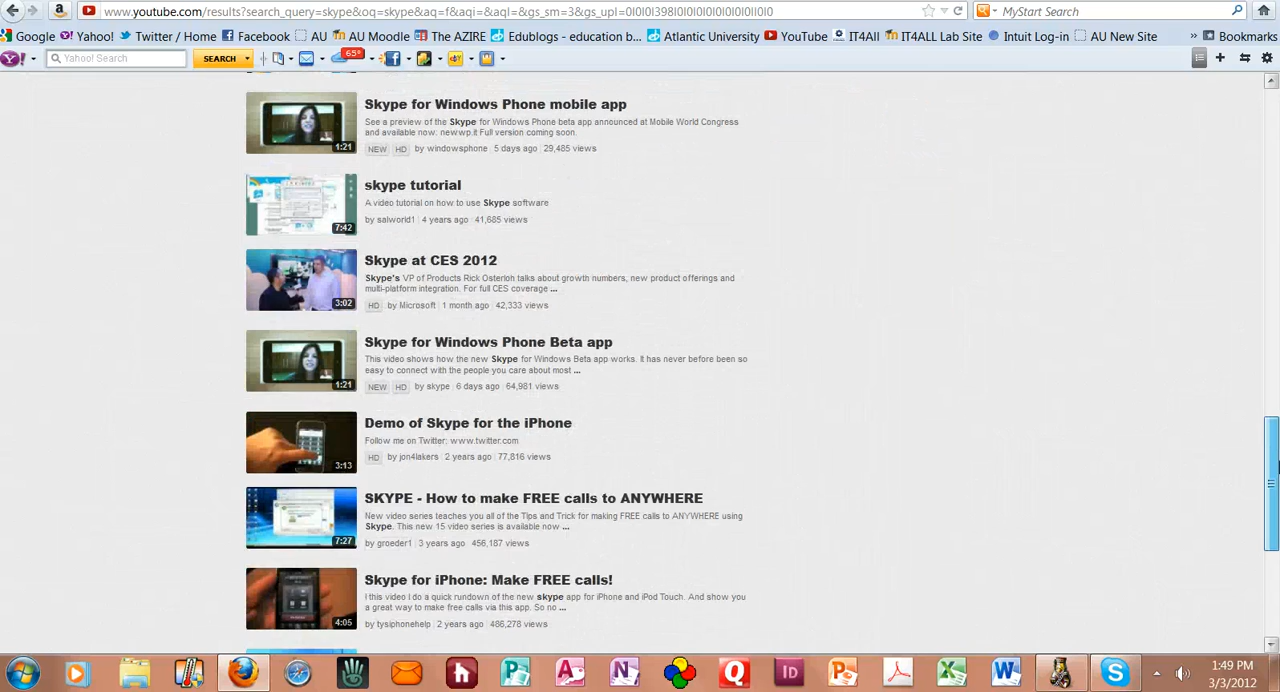 www.youtube.com/results?search_query=skype&oq=skype&aq=f&aqi=&aql=&gs_sm=3&gs_upl=0l0l0l398l0l0l0l0l0l0l0l0ll0l0
MyStart Search
Google Yahoo! Twitter / Home Facebook AU AU Moodle The AZIRE Edublogs - education b... Atlantic University YouTube IT4All IT4ALL Lab Site Intuit Log-in AU New Site » Bookmarks
Y! Yahoo! Search SEARCH 65°
Skype for Windows Phone mobile app
See a preview of the Skype for Windows Phone beta app announced at Mobile World Congress
and available now: newwp.it Full version coming soon.
1:21
NEW HD by windowsphone 5 days ago 29,485 views
skype tutorial
A video tutorial on how to use Skype software
by salworld1 4 years ago 41,685 views
7:42
Skype at CES 2012
Skype's VP of Products Rick Osterloh talks about growth numbers, new product offerings and
multi-platform integration. For full CES coverage ...
3:02
HD by Microsoft 1 month ago 42,333 views
Skype for Windows Phone Beta app
This video shows how the new Skype for Windows Beta app works. It has never before been so
easy to connect with the people you care about most ...
1:21
NEW HD by skype 6 days ago 64,981 views
Demo of Skype for the iPhone
Follow me on Twitter: www.twitter.com
HD by jon4lakers 2 years ago 77,816 views
3:13
SKYPE - How to make FREE calls to ANYWHERE
New video series teaches you all of the Tips and Trick for making FREE calls to ANYWHERE using
Skype. This new 15 video series is available now ...
7:27
by groeder1 3 years ago 456,187 views
Skype for iPhone: Make FREE calls!
I this video I do a quick rundown of the new skype app for iPhone and iPod Touch. And show you
a great way to make free calls via this app. So no ...
4:05
by tysiphonehelp 2 years ago 486,278 views
1:49 PM
3/3/2012